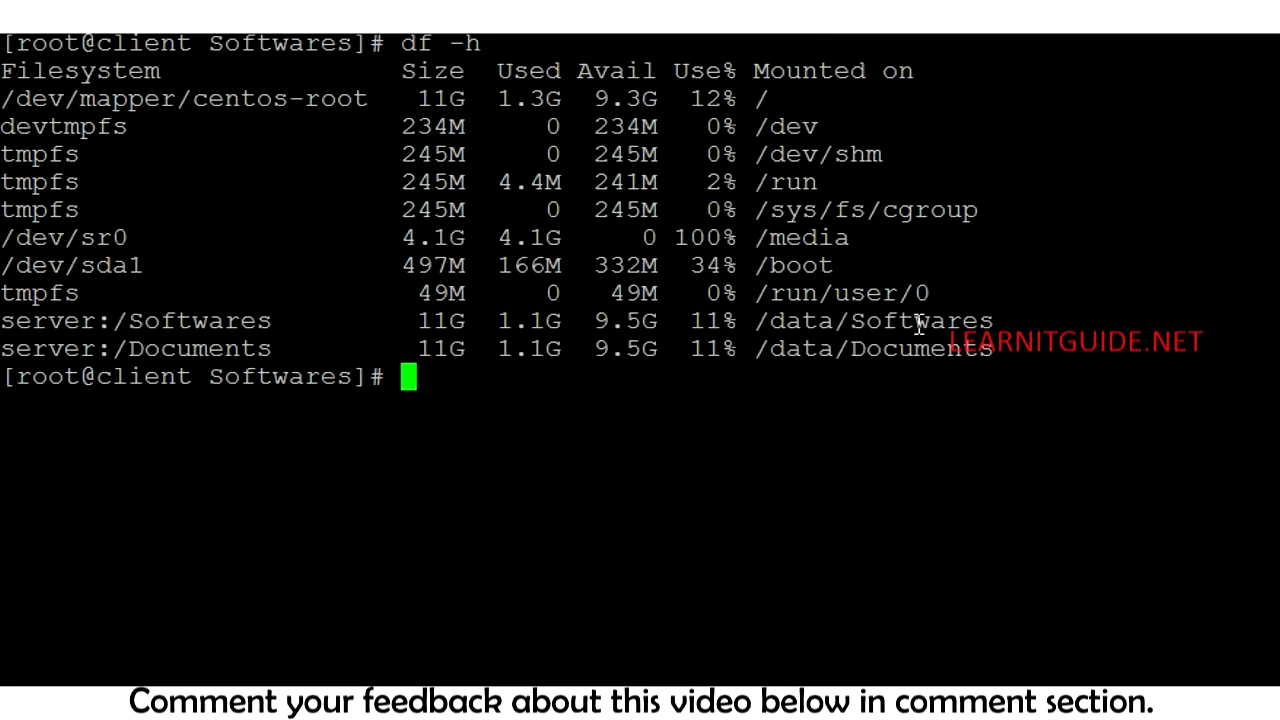 [root@client Softwares]# df -h
Filesystem Size Used Avail Use% Mounted on
/dev/mapper/centos-root 11G 1.3G 9.3G 12% /
devtmpfs 234M 0 234M 0% /dev
tmpfs 245M 0 245M 0% /dev/shm
tmpfs 245M 4.4M 241M 2% /run
tmpfs 245M 0 245M 0% /sys/fs/cgroup
/dev/sr0 4.1G 4.1G 0 100% /media
/dev/sda1 497M 166M 332M 34% /boot
tmpfs 49M 0 49M 0% /run/user/0
server:/Softwares 11G 1.1G 9.5G 11% /data/Softwares
LEARNITGUIDE.NET
server:/Documents 11G 1.1G 9.5G 11% /data/Documents
[root@client Softwares]#
Comment your feedback about this video below in comment section.